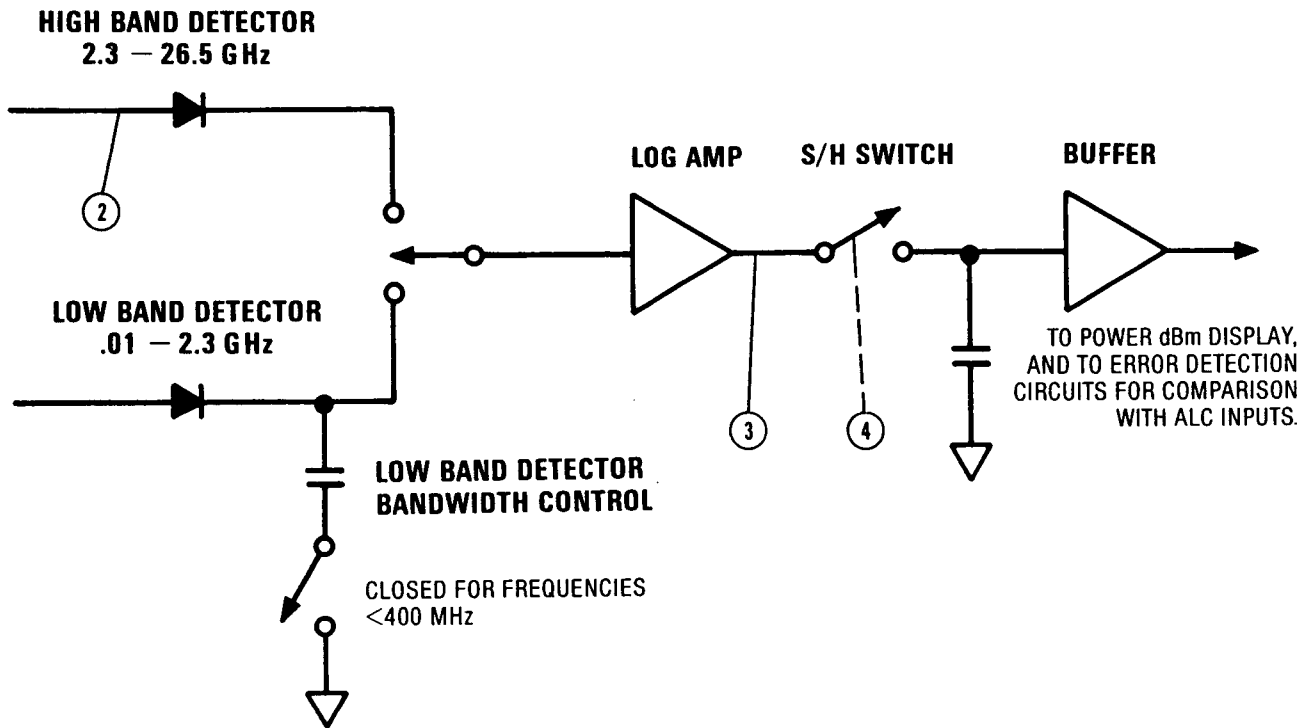 HIGH BAND DETECTOR
2.3 — 26.5 GHz
2
LOG AMP
S/H SWITCH
BUFFER
LOW BAND DETECTOR
.01 — 2.3 GHz
3
4
TO POWER dBm DISPLAY,
AND TO ERROR DETECTION
CIRCUITS FOR COMPARISON
WITH ALC INPUTS.
LOW BAND DETECTOR
BANDWIDTH CONTROL
CLOSED FOR FREQUENCIES
<400 MHz